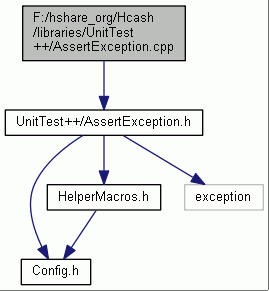 F:/hshare_org/Hcash
/libraries/UnitTest
++/AssertException.cpp
UnitTest++/AssertException.h
HelperMacros.h
exception
Config.h